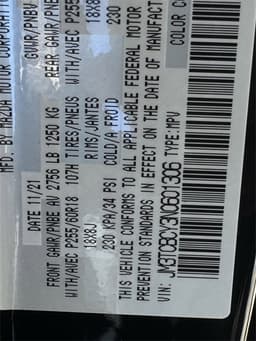 MFD. BY MAZDA MOTOR CORPORATI
DATE 11/21 GVWR/PNBV
FRONT GAWR/PNBE AV 2756 LB 1250 KG REAR GAWR/PNE
WITH/AVEC P255/60R18 107H TIRES/PNEUS WITH/AVEC P255
18X8J RIMS/JANTES 18X8
230 KPA/34 PSI COLD/A FROID 230
THIS VEHICLE CONFORMS TO ALL APPLICABLE FEDERAL MOTOR
PREVENTION STANDARDS IN EFFECT ON THE DATE OF MANUFACT
VIN: JM3TCBCY3N0601306 TYPE:MPV COLOR C